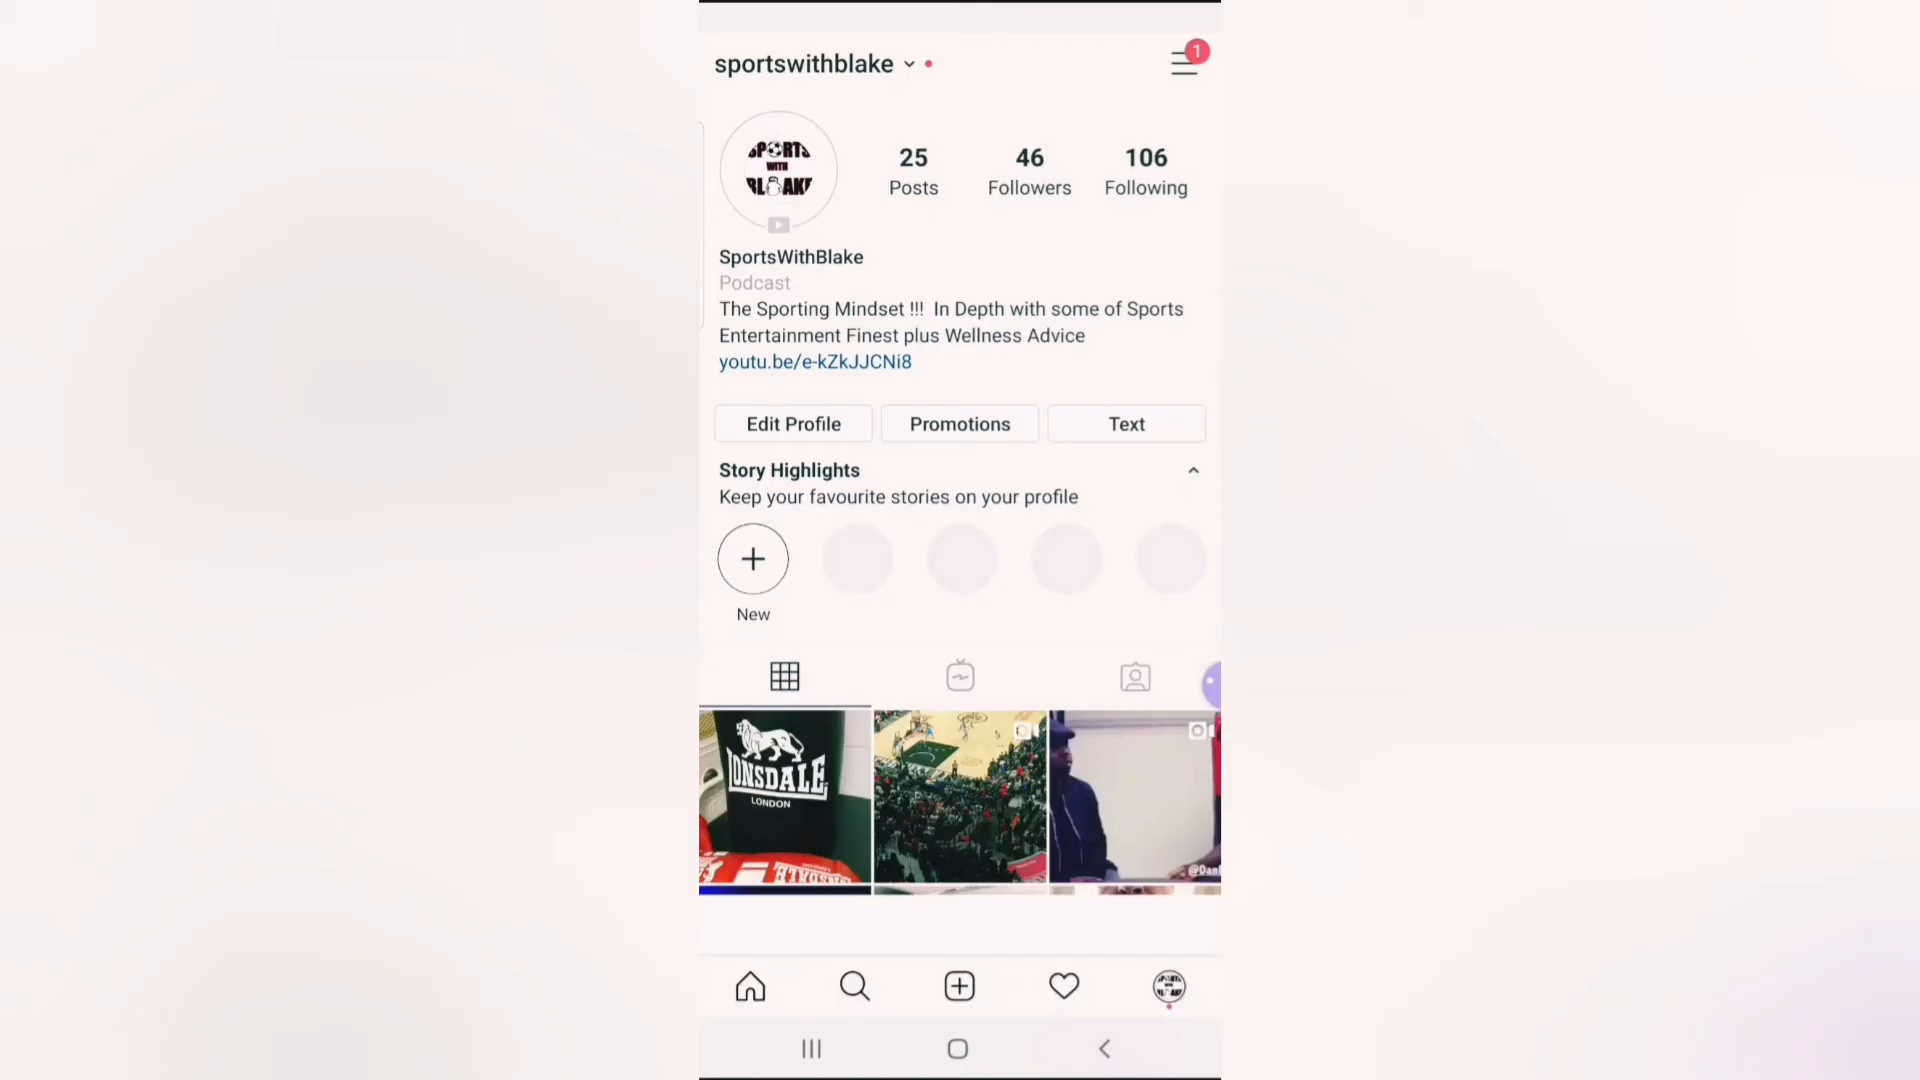 sportswithblake
1
SPORTS
WITH
BLAKE
25
46
106
Posts
Followers
Following
SportsWithBlake
Podcast
The Sporting Mindset !!!  In Depth with some of Sports
Entertainment Finest plus Wellness Advice
youtu.be/e-kZkJJCNi8
Edit Profile
Promotions
Text
Story Highlights
Keep your favourite stories on your profile
New
LONSDALE
LONDON
LONSDALE
@Dan